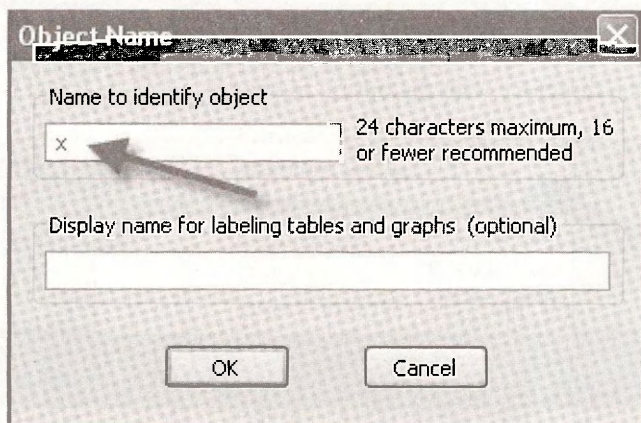 Object Name
Name to identify object
x
24 characters maximum, 16
or fewer recommended
Display name for labeling tables and graphs (optional)
OK
Cancel